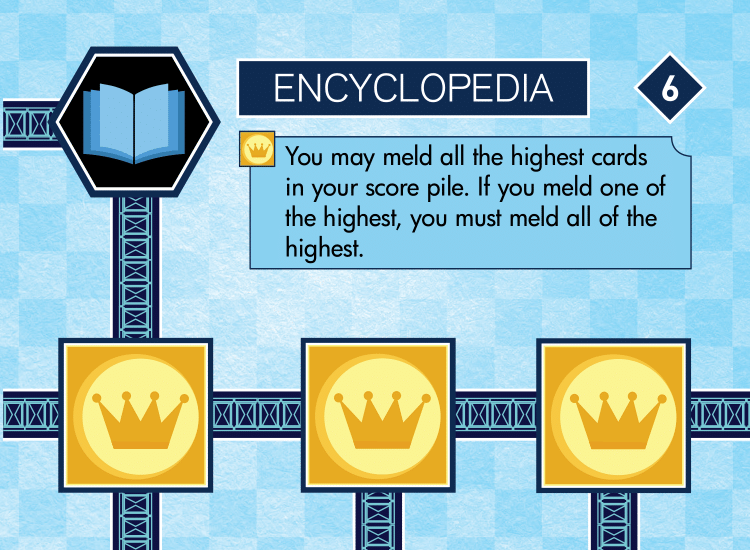 ENCYCLOPEDIA
6
You may meld all the highest cards
in your score pile. If you meld one of
the highest, you must meld all of the
highest.